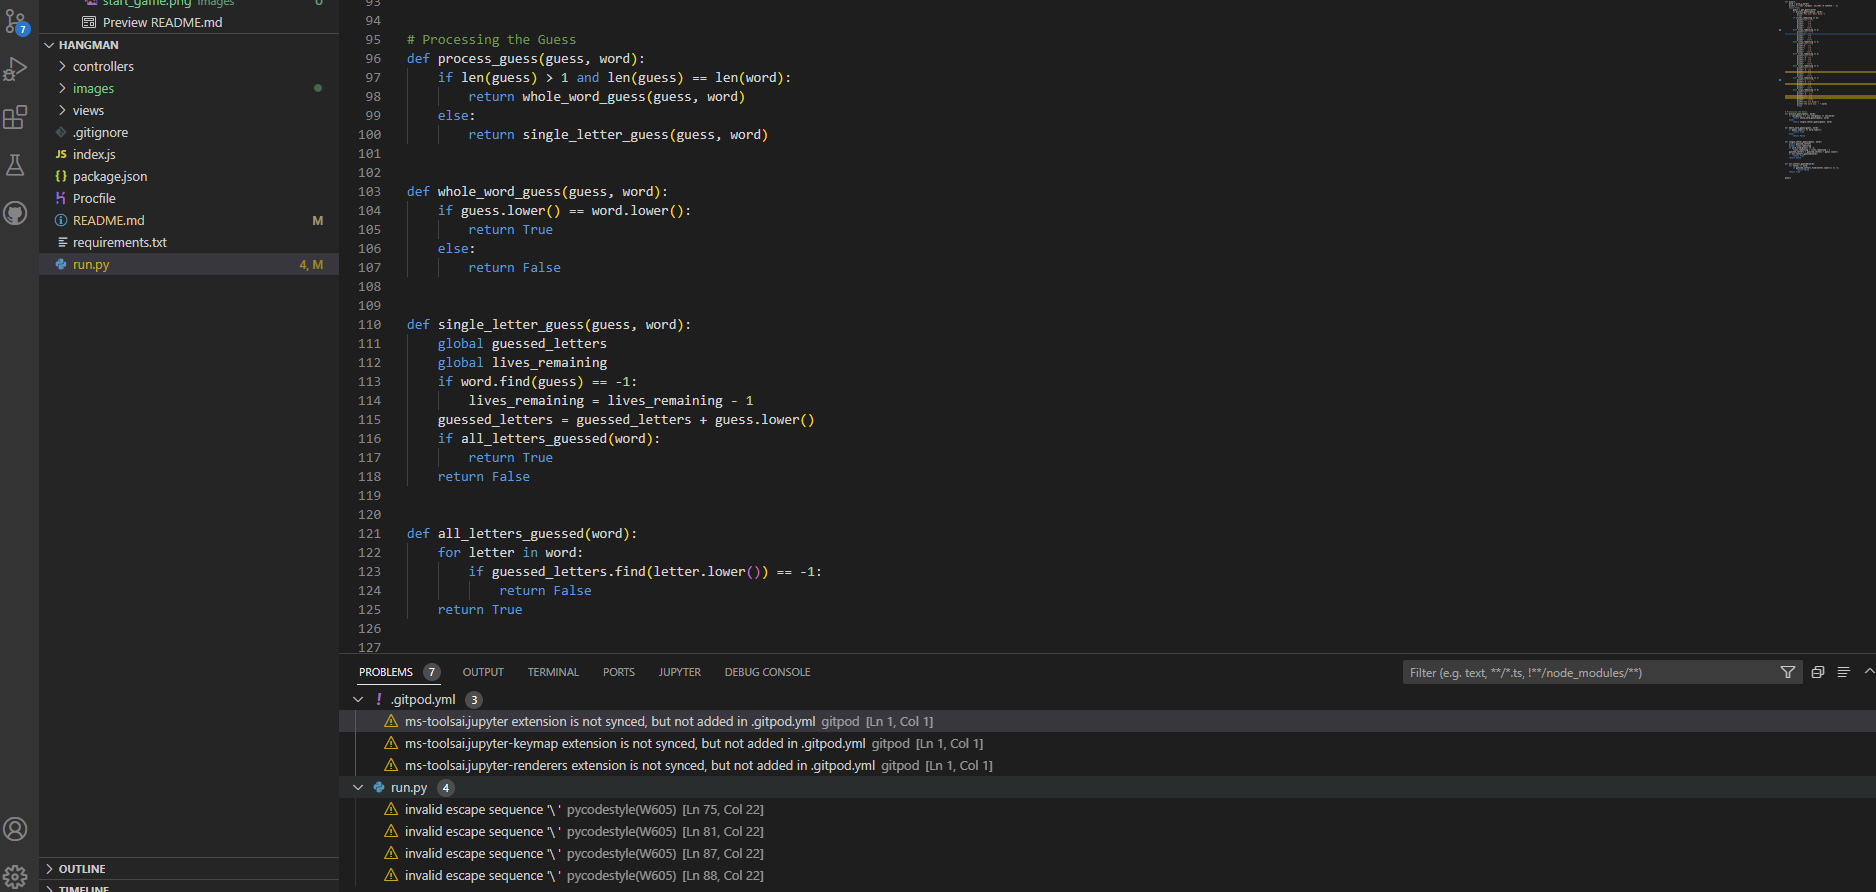 start_game.png images U
Preview README.md
7
HANGMAN
controllers
images
views
.gitignore
JS index.js
{} package.json
Procfile
README.md M
requirements.txt
run.py 4, M
OUTLINE
TIMELINE
93
94
95 # Processing the Guess
96 def process_guess(guess, word):
97 if len(guess) > 1 and len(guess) == len(word):
98 return whole_word_guess(guess, word)
99 else:
100 return single_letter_guess(guess, word)
101
102
103 def whole_word_guess(guess, word):
104 if guess.lower() == word.lower():
105 return True
106 else:
107 return False
108
109
110 def single_letter_guess(guess, word):
111 global guessed_letters
112 global lives_remaining
113 if word.find(guess) == -1:
114 lives_remaining = lives_remaining - 1
115 guessed_letters = guessed_letters + guess.lower()
116 if all_letters_guessed(word):
117 return True
118 return False
119
120
121 def all_letters_guessed(word):
122 for letter in word:
123 if guessed_letters.find(letter.lower()) == -1:
124 return False
125 return True
126
127
PROBLEMS 7 OUTPUT TERMINAL PORTS JUPYTER DEBUG CONSOLE Filter (e.g. text, **/*.ts, !**/node_modules/**)
! .gitpod.yml 3
ms-toolsai.jupyter extension is not synced, but not added in .gitpod.yml gitpod [Ln 1, Col 1]
ms-toolsai.jupyter-keymap extension is not synced, but not added in .gitpod.yml gitpod [Ln 1, Col 1]
ms-toolsai.jupyter-renderers extension is not synced, but not added in .gitpod.yml gitpod [Ln 1, Col 1]
run.py 4
invalid escape sequence '\ ' pycodestyle(W605) [Ln 75, Col 22]
invalid escape sequence '\ ' pycodestyle(W605) [Ln 81, Col 22]
invalid escape sequence '\ ' pycodestyle(W605) [Ln 87, Col 22]
invalid escape sequence '\ ' pycodestyle(W605) [Ln 88, Col 22]